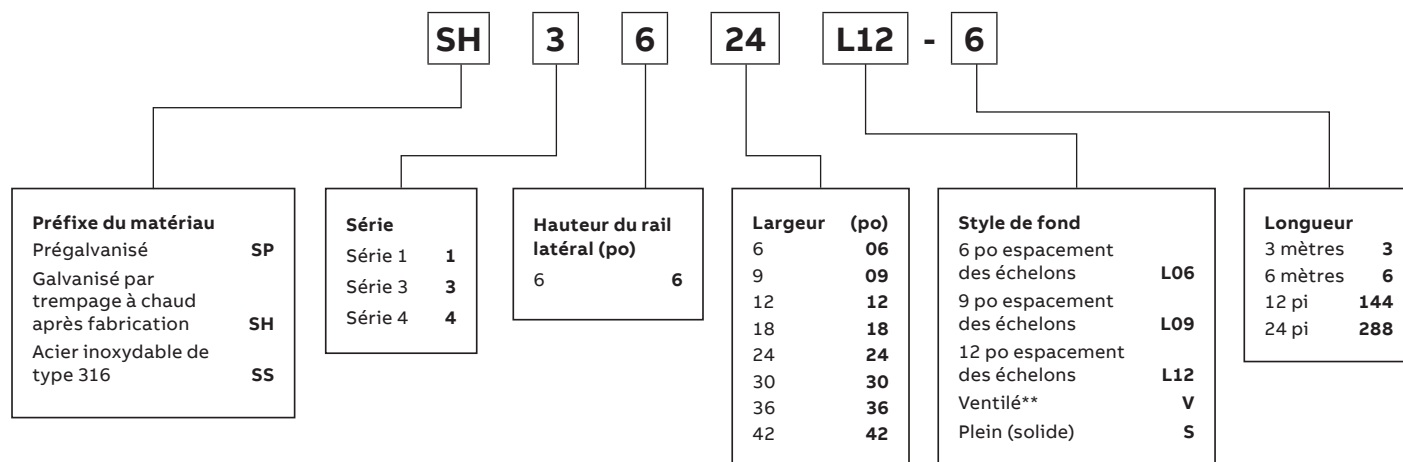 SH 3 6 24 L12 - 6
Préfixe du matériau
Prégalvanisé SP
Galvanisé par
trempage à chaud
après fabrication SH
Acier inoxydable de
type 316 SS
Série
Série 1 1
Série 3 3
Série 4 4
Hauteur du rail
latéral (po)
6 6
Largeur (po)
6 06
9 09
12 12
18 18
24 24
30 30
36 36
42 42
Style de fond
6 po espacement
des échelons L06
9 po espacement
des échelons L09
12 po espacement
des échelons L12
Ventilé** V
Plein (solide) S
Longueur
3 mètres 3
6 mètres 6
12 pi 144
24 pi 288